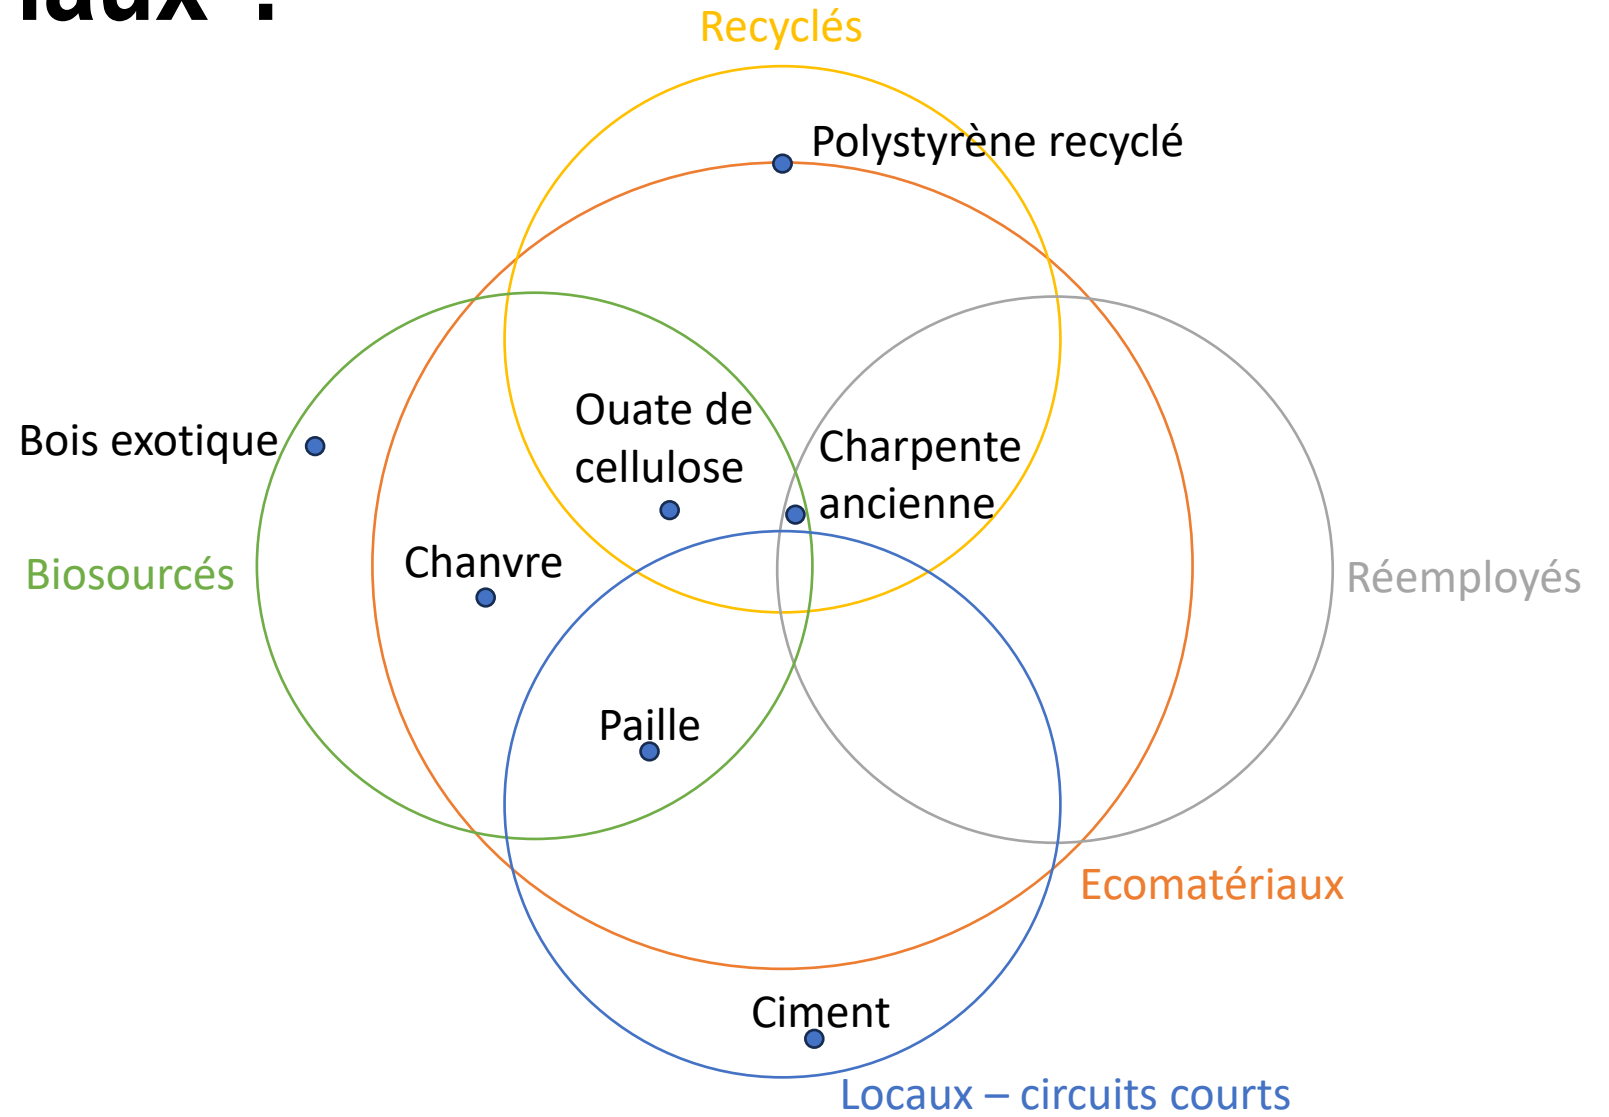 iaux ?
Recyclés
Polystyrène recyclé
Ouate de
cellulose
Charpente
ancienne
Bois exotique
Chanvre
Biosourcés
Réemployés
Paille
Ecomatériaux
Ciment
Locaux – circuits courts